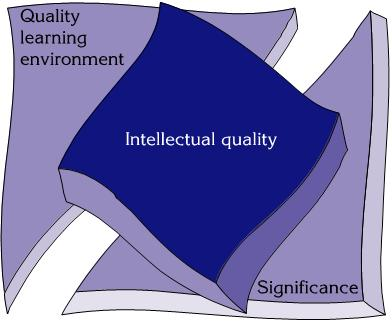 Quality
learning
environment
Intellectual quality
Significance